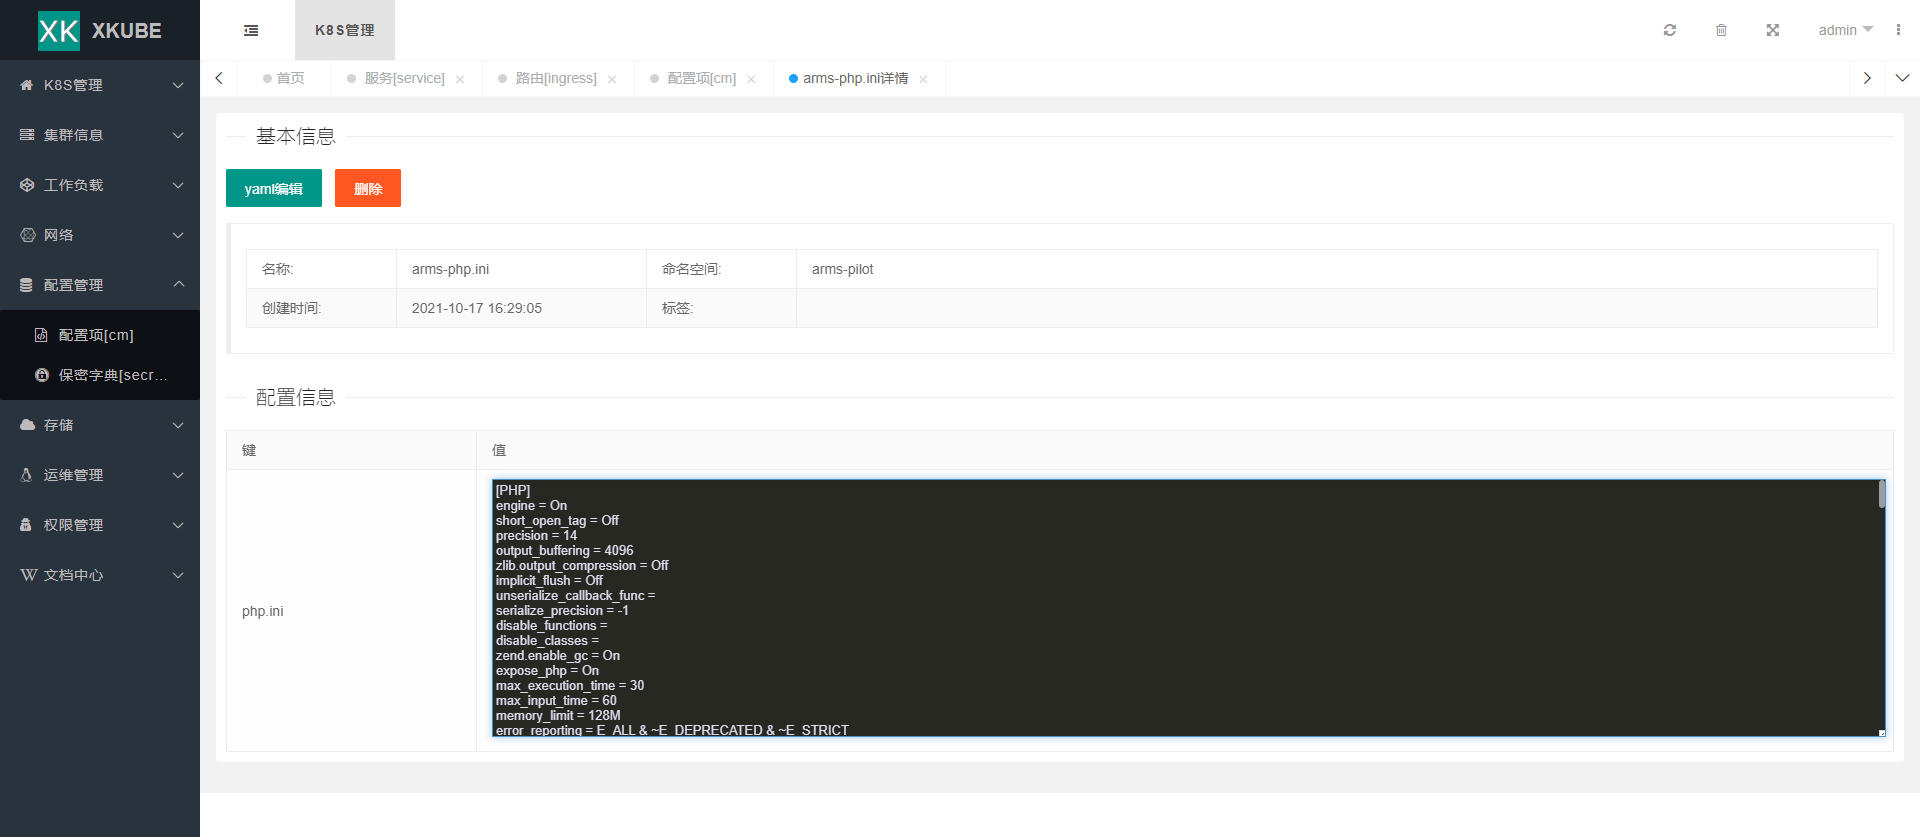 XK XKUBE
K8S管理
admin
K8S管理
集群信息
工作负载
网络
配置管理
配置项[cm]
保密字典[secr...
存储
运维管理
权限管理
文档中心
首页
服务[service]
路由[ingress]
配置项[cm]
arms-php.ini详情
基本信息
yaml编辑
删除
名称: arms-php.ini 命名空间: arms-pilot
创建时间: 2021-10-17 16:29:05 标签:
配置信息
键 值
php.ini
[PHP]
engine = On
short_open_tag = Off
precision = 14
output_buffering = 4096
zlib.output_compression = Off
implicit_flush = Off
unserialize_callback_func =
serialize_precision = -1
disable_functions =
disable_classes =
zend.enable_gc = On
expose_php = On
max_execution_time = 30
max_input_time = 60
memory_limit = 128M
error_reporting = E_ALL & ~E_DEPRECATED & ~E_STRICT